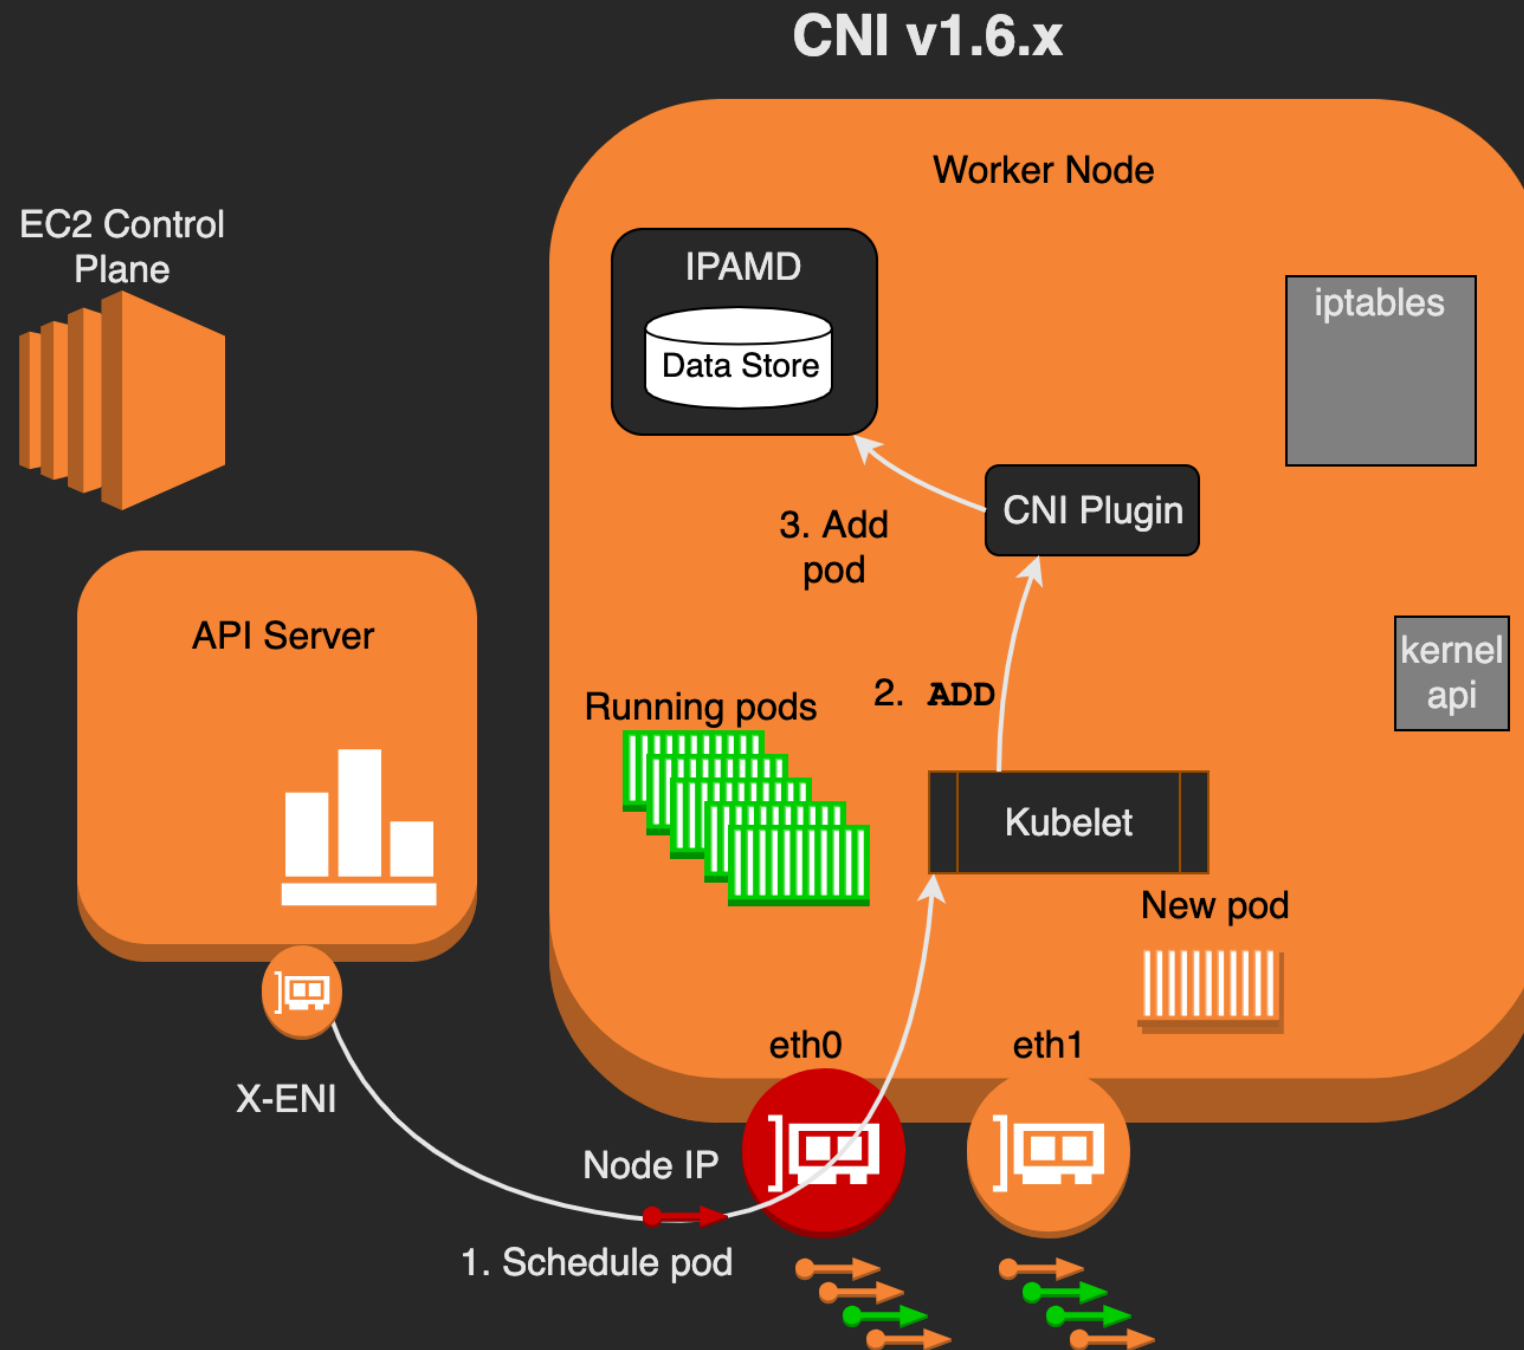 CNI v1.6.x
Worker Node
EC2 Control
Plane
IPAMD
Data Store
iptables
CNI Plugin
3. Add
pod
API Server
kernel
api
2. ADD
Running pods
Kubelet
New pod
eth0
eth1
X-ENI
Node IP
1. Schedule pod